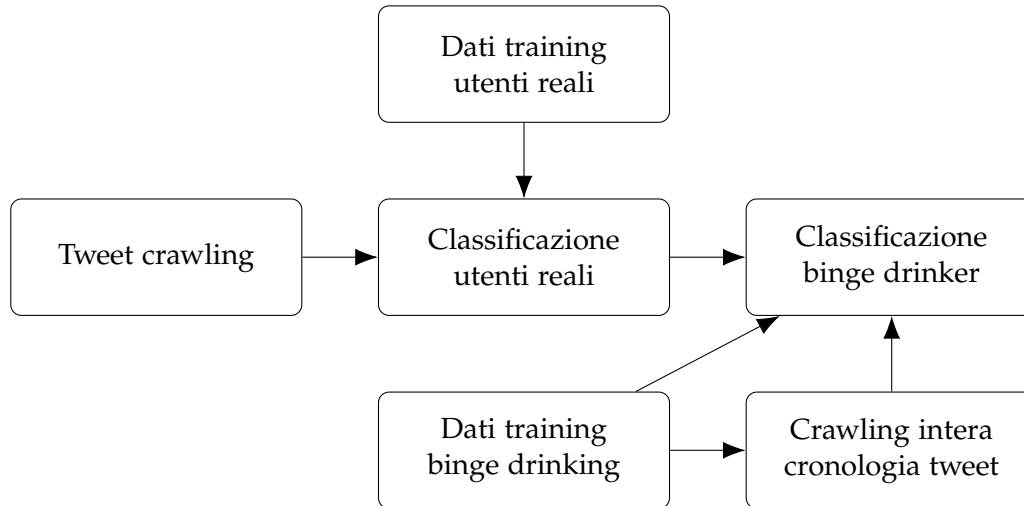 Dati training
utenti reali
Tweet crawling
Classificazione
utenti reali
Classificazione
binge drinker
Dati training
binge drinking
Crawling intera
cronologia tweet